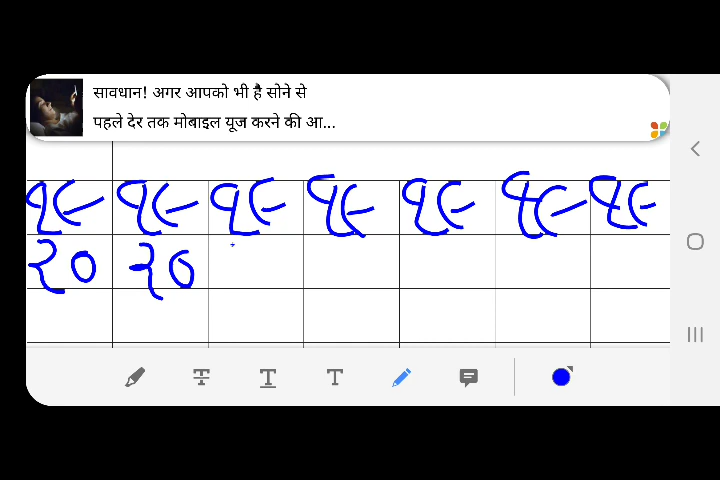 सावधान! अगर आपको भी है सोने से
पहले देर तक मोबाइल यूज करने की आ...
१९ १९ १९ १९ १९ १९ १९
२० २०
T T T